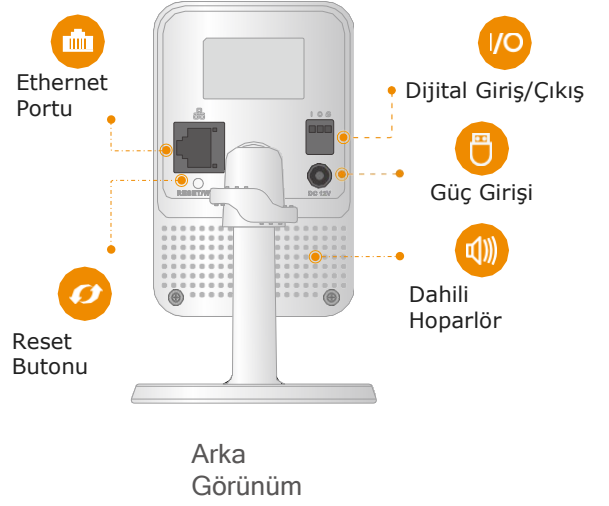 I/O
Ethernet
Portu
Dijital Giriş/Çıkış
I O G
Güç Girişi
DC 12V
Dahili
Hoparlör
Reset
Butonu
Arka
Görünüm